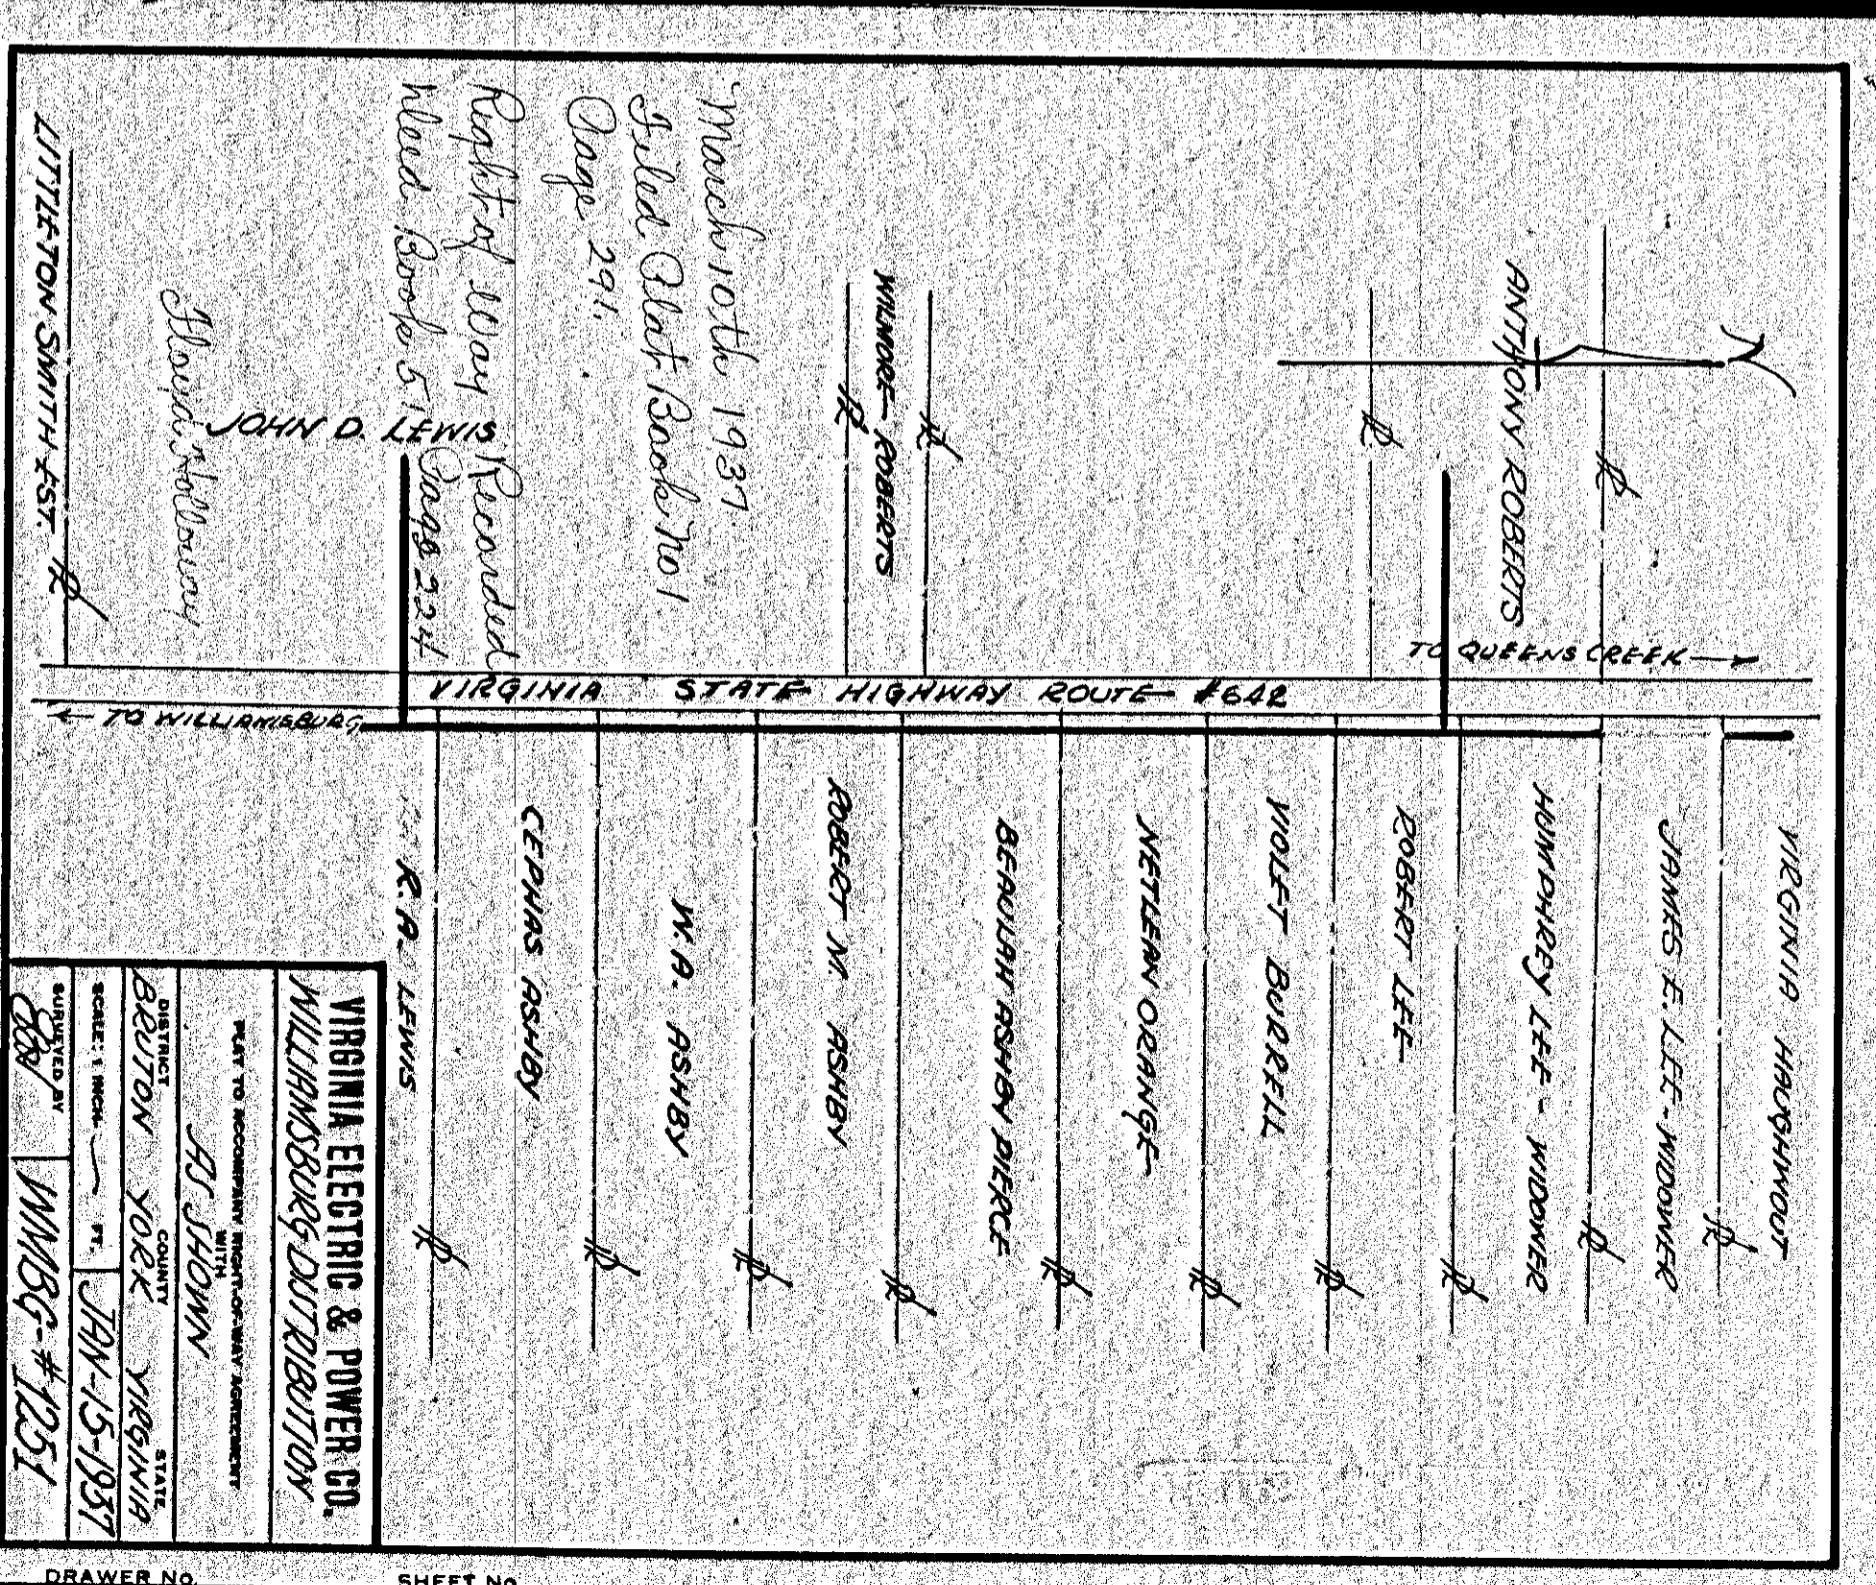 TO QUEENS CREEK
ANTHONY ROBERTS
WILMORE ROBERTS
March 10th 1937.
Filed Plat Book No 1
Page 291.
Right of Way Recorded
Deed Book 51 Page 224
JOHN D. LEWIS
Floyd Holloway
LITTLETON SMITH EST.
VIRGINIA STATE HIGHWAY ROUTE #642
← TO WILLIAMSBURG
VIRGINIA HAUGHWOUT
JAMES E. LEE - WIDOWER
HUMPHREY LEE - WIDOWER
ROBERT LEE
VIOLET BURRELL
NETLEAN ORANGE
BEAULAH ASHBY PIERCE
ROBERT N. ASHBY
W.A. ASHBY
CEPHAS ASHBY
R.A. LEWIS
VIRGINIA ELECTRIC & POWER CO.
WILLIAMSBURG DISTRIBUTION
PLAT TO ACCOMPANY RIGHT-OF-WAY AGREEMENT
WITH
AS SHOWN
DISTRICT COUNTY STATE
BRUTON YORK VIRGINIA
SCALE: 1 INCH FT. JAN-15-1937
SURVEYED BY
WMBG-#1251
DRAWER NO.
SHEET NO.